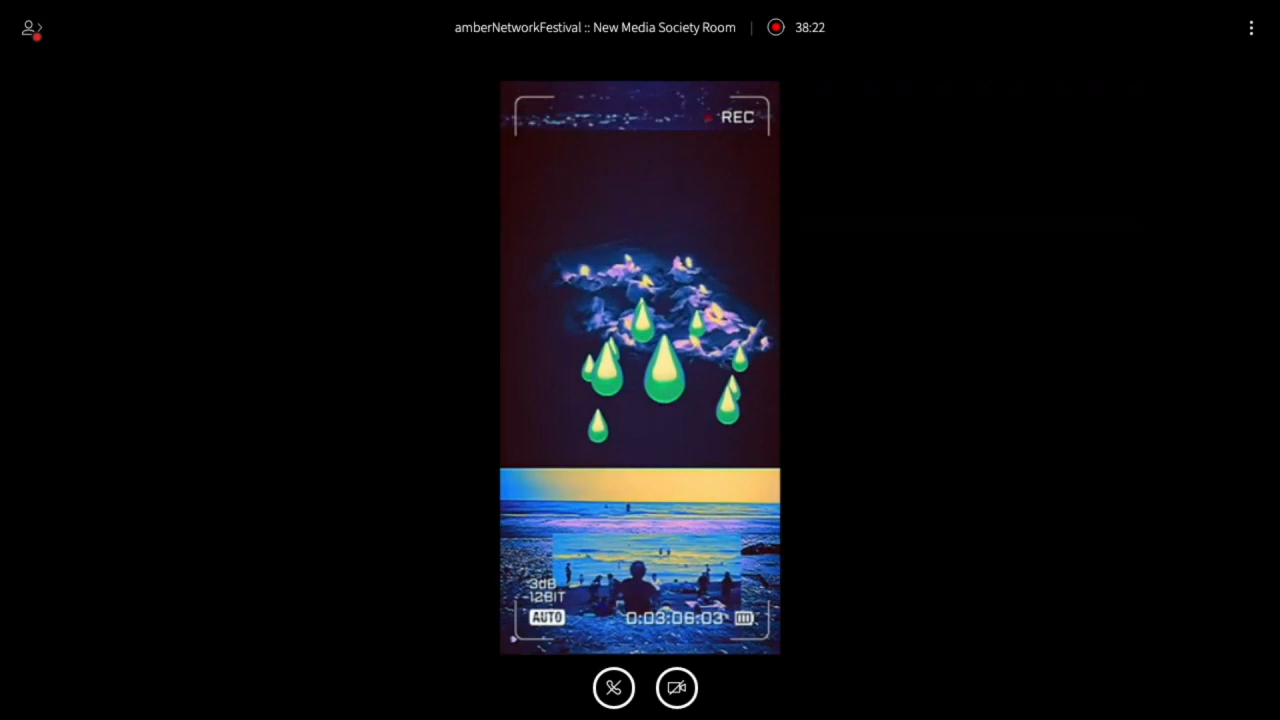 amberNetworkFestival :: New Media Society Room | 38:22
REC
3dB
-12BIT
AUTO 0:03:06:03